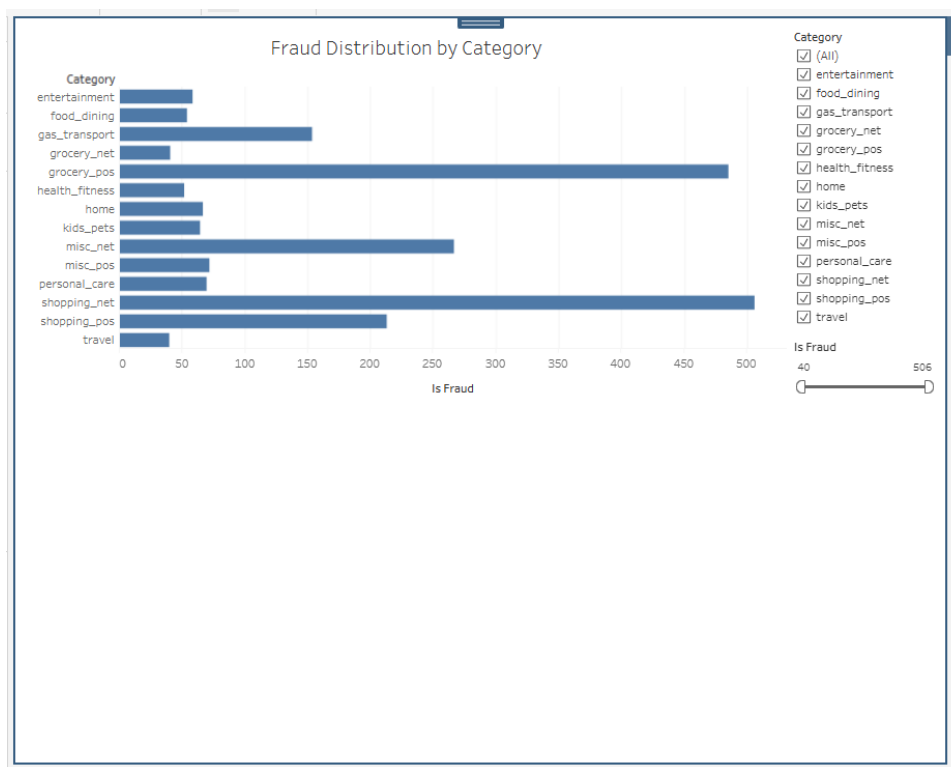 Fraud Distribution by Category
Category
entertainment
food_dining
gas_transport
grocery_net
grocery_pos
health_fitness
home
kids_pets
misc_net
misc_pos
personal_care
shopping_net
shopping_pos
travel
0 50 100 150 200 250 300 350 400 450 500
Is Fraud
Category
(All)
entertainment
food_dining
gas_transport
grocery_net
grocery_pos
health_fitness
home
kids_pets
misc_net
misc_pos
personal_care
shopping_net
shopping_pos
travel
Is Fraud
40 506